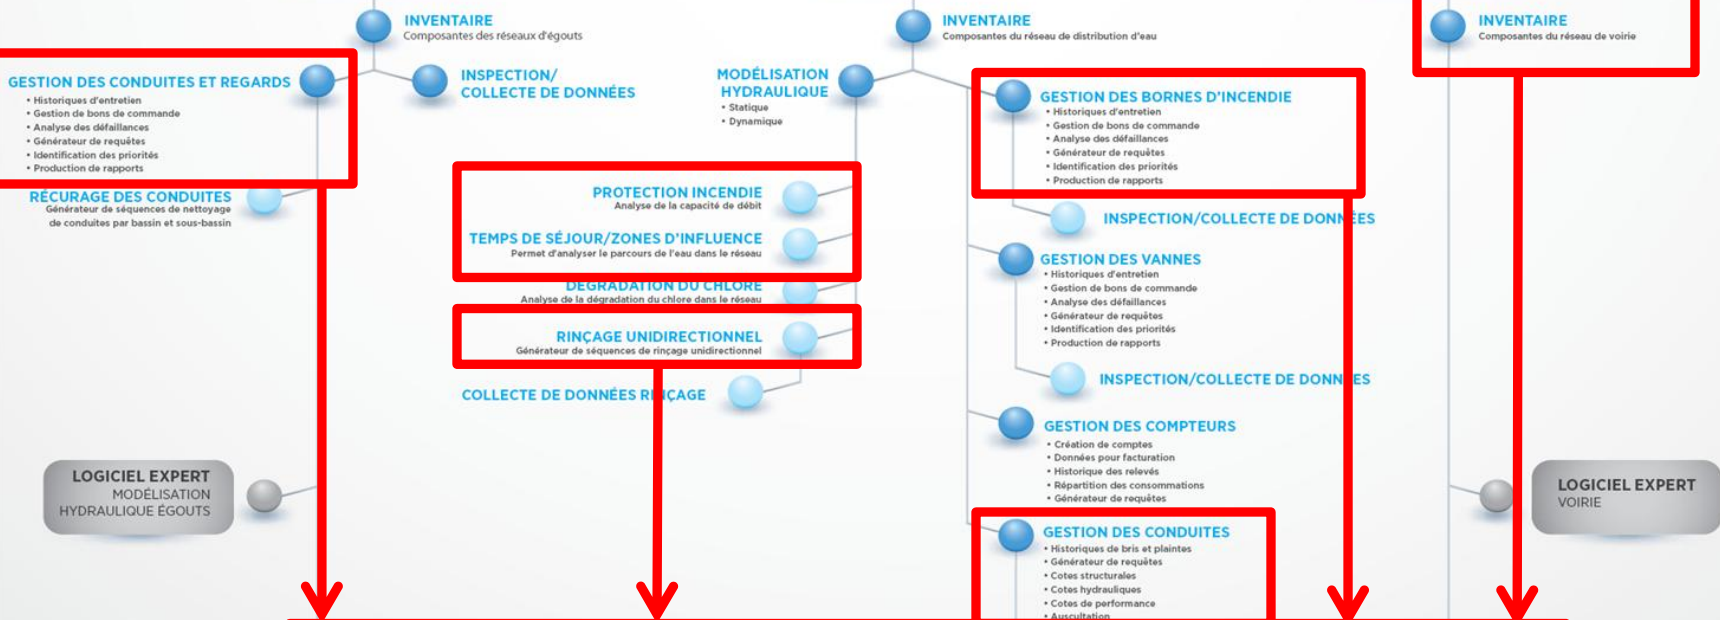 INVENTAIRE
Composantes des réseaux d'égouts
GESTION DES CONDUITES ET REGARDS
• Historiques d'entretien
• Gestion de bons de commande
• Analyse des défaillances
• Générateur de requêtes
• Identification des priorités
• Production de rapports
INSPECTION/
COLLECTE DE DONNÉES
RÉCURAGE DES CONDUITES
Générateur de séquences de nettoyage
de conduites par bassin et sous-bassin
LOGICIEL EXPERT
MODÉLISATION
HYDRAULIQUE ÉGOUTS
INVENTAIRE
Composantes du réseau de distribution d'eau
MODÉLISATION
HYDRAULIQUE
• Statique
• Dynamique
PROTECTION INCENDIE
Analyse de la capacité de débit
TEMPS DE SÉJOUR/ZONES D'INFLUENCE
Permet d'analyser le parcours de l'eau dans le réseau
DÉGRADATION DU CHLORE
Analyse de la dégradation du chlore dans le réseau
RINÇAGE UNIDIRECTIONNEL
Générateur de séquences de rinçage unidirectionnel
COLLECTE DE DONNÉES RINÇAGE
GESTION DES BORNES D'INCENDIE
• Historiques d'entretien
• Gestion de bons de commande
• Analyse des défaillances
• Générateur de requêtes
• Identification des priorités
• Production de rapports
INSPECTION/COLLECTE DE DONNÉES
GESTION DES VANNES
• Historiques d'entretien
• Gestion de bons de commande
• Analyse des défaillances
• Générateur de requêtes
• Identification des priorités
• Production de rapports
INSPECTION/COLLECTE DE DONNÉES
GESTION DES COMPTEURS
• Création de comptes
• Données pour facturation
• Historique des relevés
• Répartition des consommations
• Générateur de requêtes
GESTION DES CONDUITES
• Historiques de bris et plaintes
• Générateur de requêtes
• Cotes structurales
• Cotes hydrauliques
• Cotes de performance
• Auscultation
INVENTAIRE
Composantes du réseau de voirie
LOGICIEL EXPERT
VOIRIE